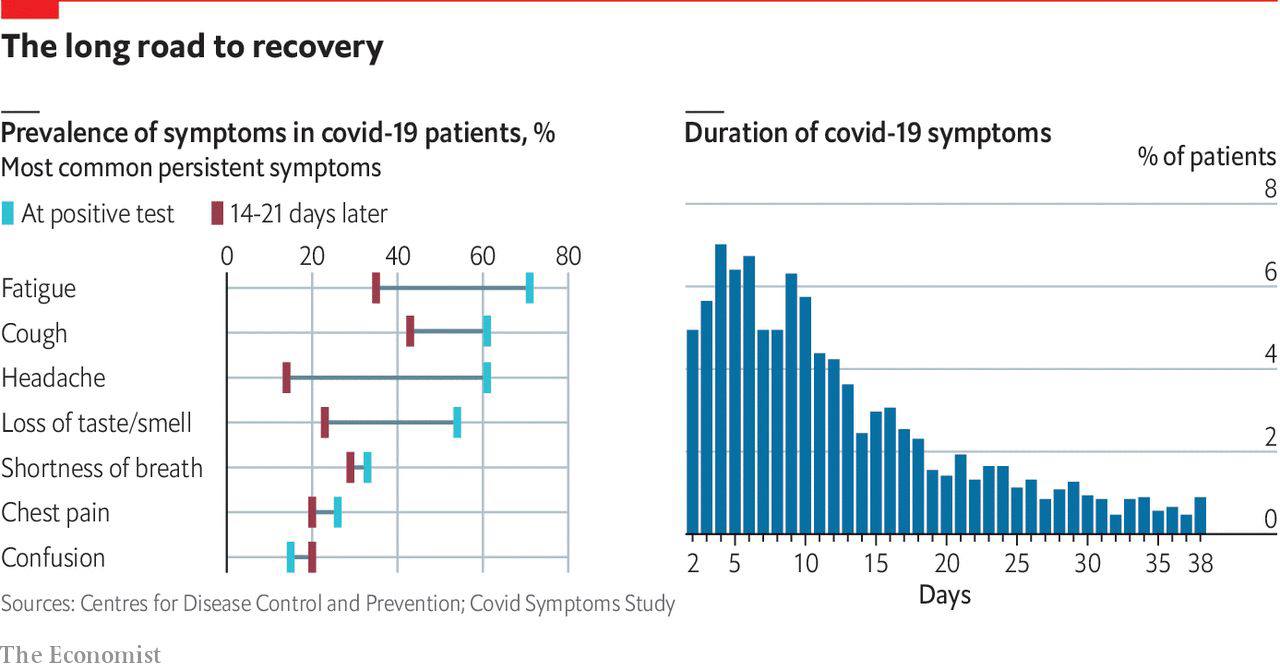 The long road to recovery
Prevalence of symptoms in covid-19 patients, %
Most common persistent symptoms
At positive test 14-21 days later
0 20 40 60 80
Fatigue
Cough
Headache
Loss of taste/smell
Shortness of breath
Chest pain
Confusion
Duration of covid-19 symptoms
% of patients
8
6
4
2
0
2 5 10 15 20 25 30 35 38
Days
Sources: Centres for Disease Control and Prevention; Covid Symptoms Study
The Economist